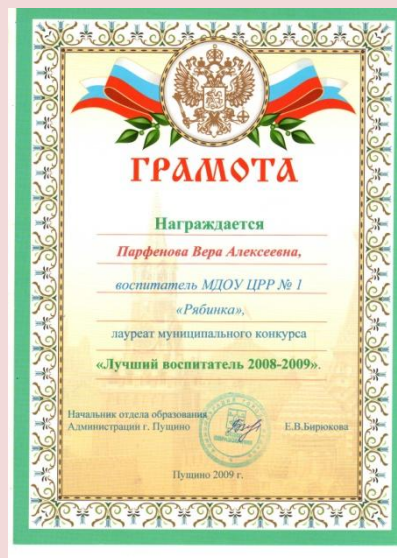 ГРАМОТА
Награждается
Парфенова Вера Алексеевна,
воспитатель МДОУ ЦРР № 1
«Рябинка»,
лауреат муниципального конкурса
«Лучший воспитатель 2008-2009».
Начальник отдела образования
Администрации г. Пущино
Е.В.Бирюкова
Пущино 2009 г.